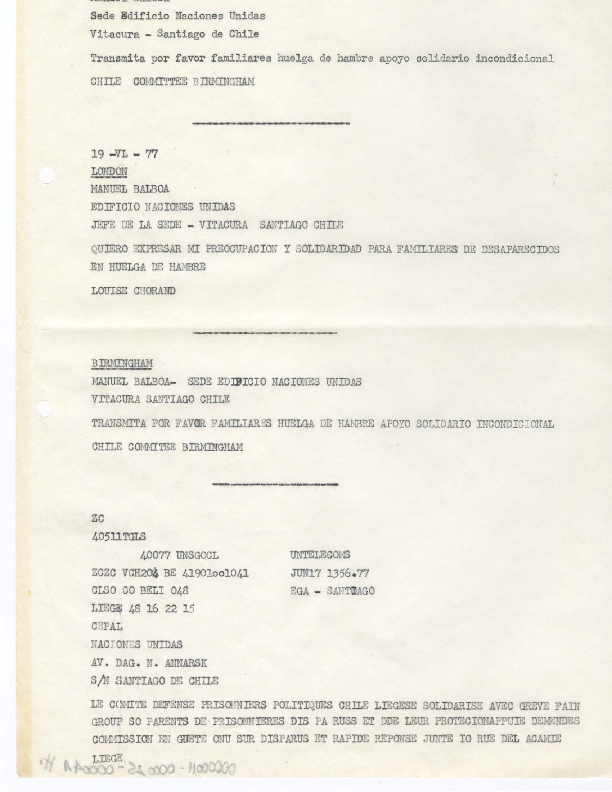 Sede Edificio Naciones Unidas
Vitacura - Santiago de Chile
Transmita por favor familiares huelga de hambre apoyo solidario incondicional
CHILE COMMITTEE BIRMINGHAM
19 -VL - 77
LONDON
MANUEL BALBOA
EDIFICIO NACIONES UNIDAS
JEFE DE LA SEDE - VITACURA SANTIAGO CHILE
QUIERO EXPRESAR MI PREOCUPACION Y SOLIDARIDAD PARA FAMILIARES DE DESAPARECIDOS
EN HUELGA DE HAMBRE
LOUISE CHORAND
BIRMINGHAM
MANUEL BALBOA- SEDE EDIFICIO NACIONES UNIDAS
VITACURA SANTIAGO CHILE
TRANSMITA POR FAVOR FAMILIARES HUELGA DE HAMBRE APOYO SOLIDARIO INCONDICIONAL
CHILE COMMITEE BIRMINGHAM
ZC
40511TGLS
40077 UNSGOCL UNTELECOMS
ZCZC VCH204 BE 41901oc1041 JUN17 1356.77
CLSO CO BELI 048 EGA - SANTIAGO
LIEGE 48 16 22 15
CEPAL
NACIONES UNIDAS
AV. DAG. N. ANNARSK
S/N SANTIAGO DE CHILE
LE COMITE DEFENSE PRISONNIERS POLITIQUES CHILE LIEGESE SOLIDARISE AVEC GREVE FAIN
GROUP SO PARENTS DE PRISONNIERES DIS PA RUSS ET DDE LEUR PROTECIONAPPUIE DEMENDES
COMMISSION EN GUETE ONU SUR DISPARUS ET RAPIDE REPONSE JUNTE IO RUE DEL ACAMIE
LIEGE